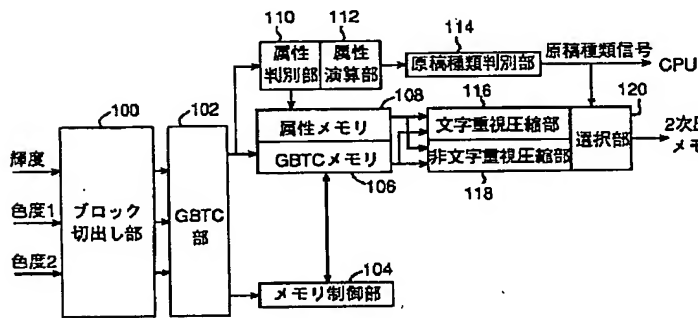 110
112
属性
判別部
属性
演算部
114
原稿種類判別部
原稿種類信号
CPU
100
102
108
116
120
属性メモリ
GBTCメモリ
106
文字重視圧縮部
非文字重視圧縮部
118
選択部
2次
メモ
輝度
色度1
色度2
ブロック
切出し部
GBTC
部
104
メモリ制御部